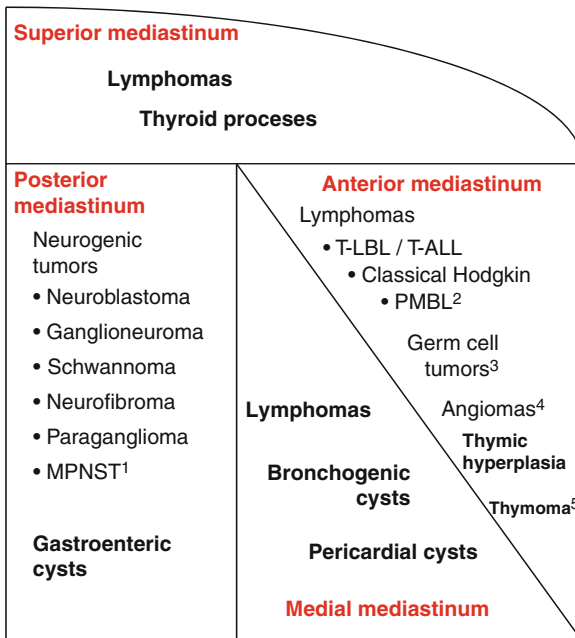 Superior mediastinum
Lymphomas
Thyroid proceses
Posterior
mediastinum
Neurogenic
tumors
• Neuroblastoma
• Ganglioneuroma
• Schwannoma
• Neurofibroma
• Paraganglioma
• MPNST¹
Gastroenteric
cysts
Anterior mediastinum
Lymphomas
• T-LBL / T-ALL
• Classical Hodgkin
• PMBL²
Germ cell
tumors³
Angiomas⁴
Thymic
hyperplasia
Thymoma⁵
Lymphomas
Bronchogenic
cysts
Pericardial cysts
Medial mediastinum